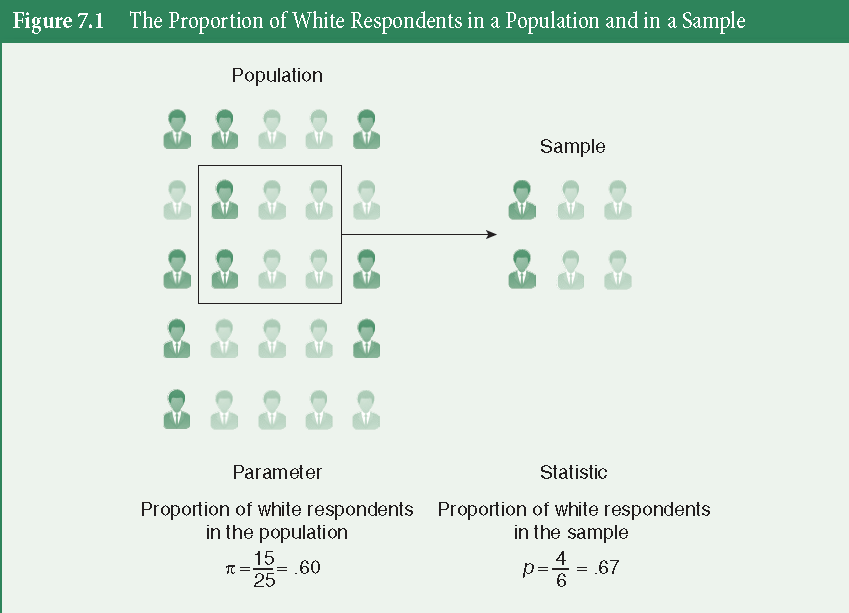 Figure 7.1 The Proportion of White Respondents in a Population and in a Sample
Population
Sample
Parameter
Proportion of white respondents
in the population
π = 15/25 = .60
Statistic
Proportion of white respondents
in the sample
p = 4/6 = .67